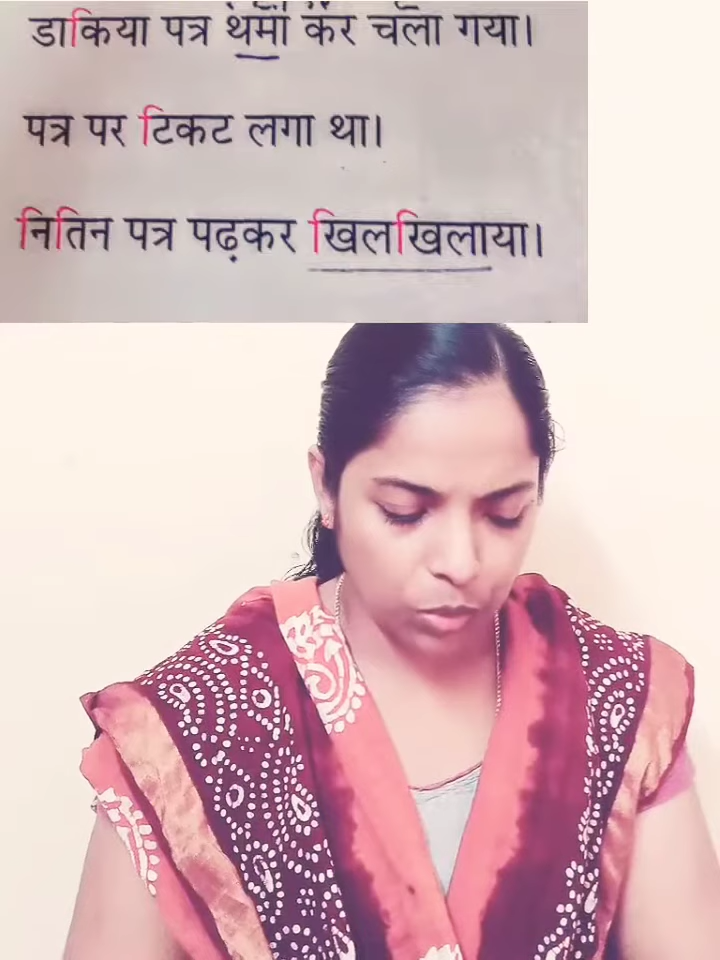 डाकिया पत्र थमा कर चला गया।
पत्र पर टिकट लगा था।
नितिन पत्र पढ़कर खिलखिलाया।